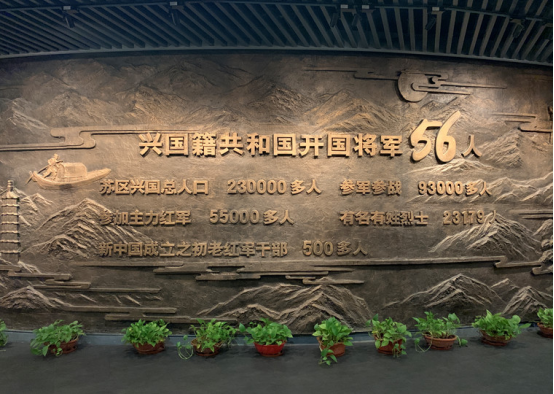 兴国籍共和国开国将军56人
苏区兴国总人口 230000多人 参军参战 93000多人
参加主力红军 55000多人 有名有姓烈士 23179人
新中国成立之初老红军干部 500多人